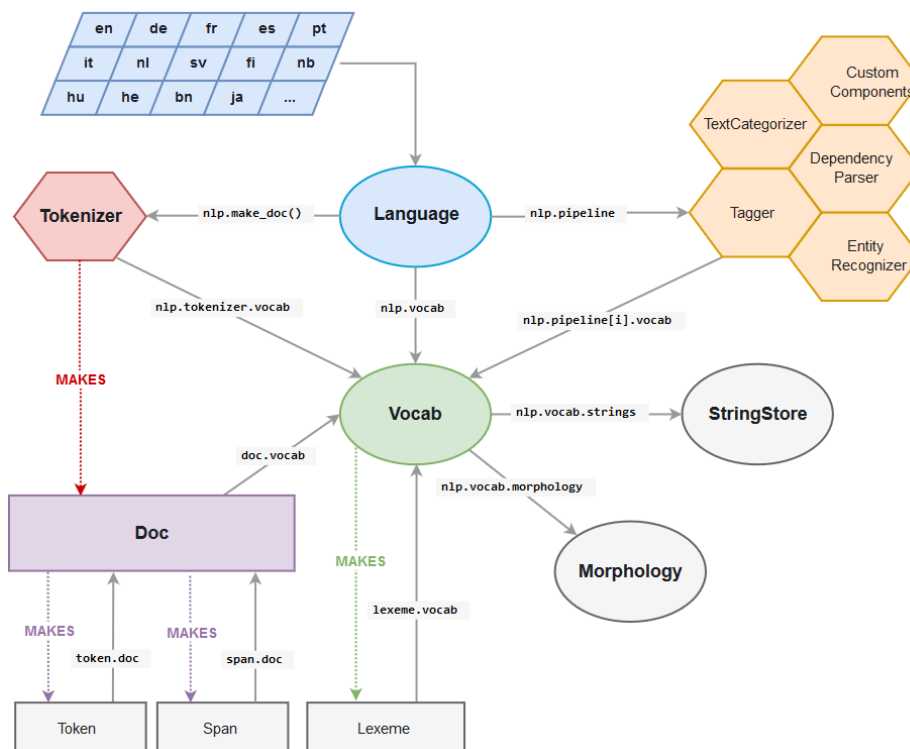 en de fr es pt
it nl sv fi nb
hu he bn ja ...
Custom
Components
TextCategorizer
Dependency
Parser
Tokenizer
nlp.make_doc()
Language
nlp.pipeline
Tagger
Entity
Recognizer
nlp.tokenizer.vocab
nlp.vocab
nlp.pipeline[i].vocab
MAKES
Vocab
nlp.vocab.strings
StringStore
doc.vocab
nlp.vocab.morphology
Doc
MAKES
Morphology
lexeme.vocab
MAKES
MAKES
token.doc
span.doc
Token
Span
Lexeme